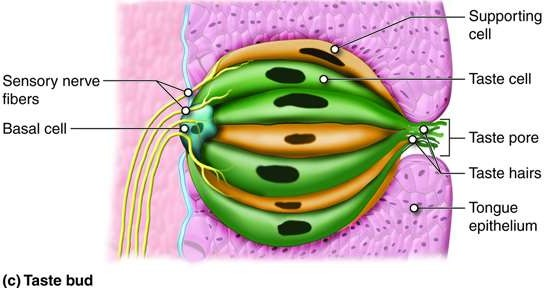 Supporting
cell
Sensory nerve
fibers
Taste cell
Basal cell
Taste pore
Taste hairs
Tongue
epithelium
(c) Taste bud